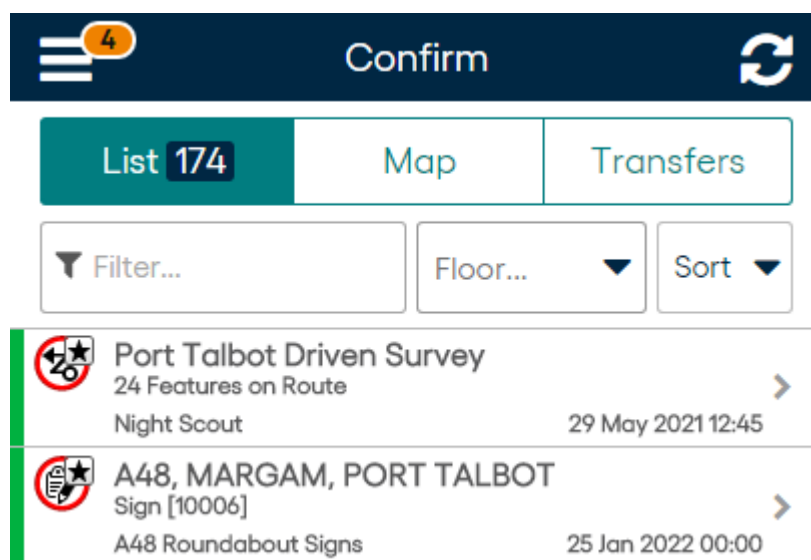 4
Confirm
List 174 Map Transfers
Filter... Floor... Sort
Port Talbot Driven Survey
24 Features on Route
Night Scout 29 May 2021 12:45
A48, MARGAM, PORT TALBOT
Sign [10006]
A48 Roundabout Signs 25 Jan 2022 00:00